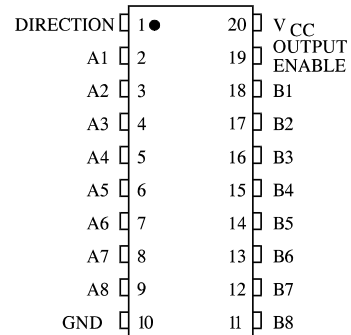 DIRECTION 1 20 VCC
A1 2 19 OUTPUT ENABLE
A2 3 18 B1
A3 4 17 B2
A4 5 16 B3
A5 6 15 B4
A6 7 14 B5
A7 8 13 B6
A8 9 12 B7
GND 10 11 B8